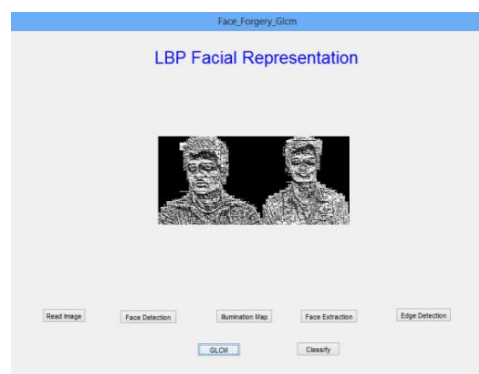 Face_Forgery_Glcm
LBP Facial Representation
Read Image
Face Detection
Illumination Map
Face Extraction
Edge Detection
GLCM
Classify